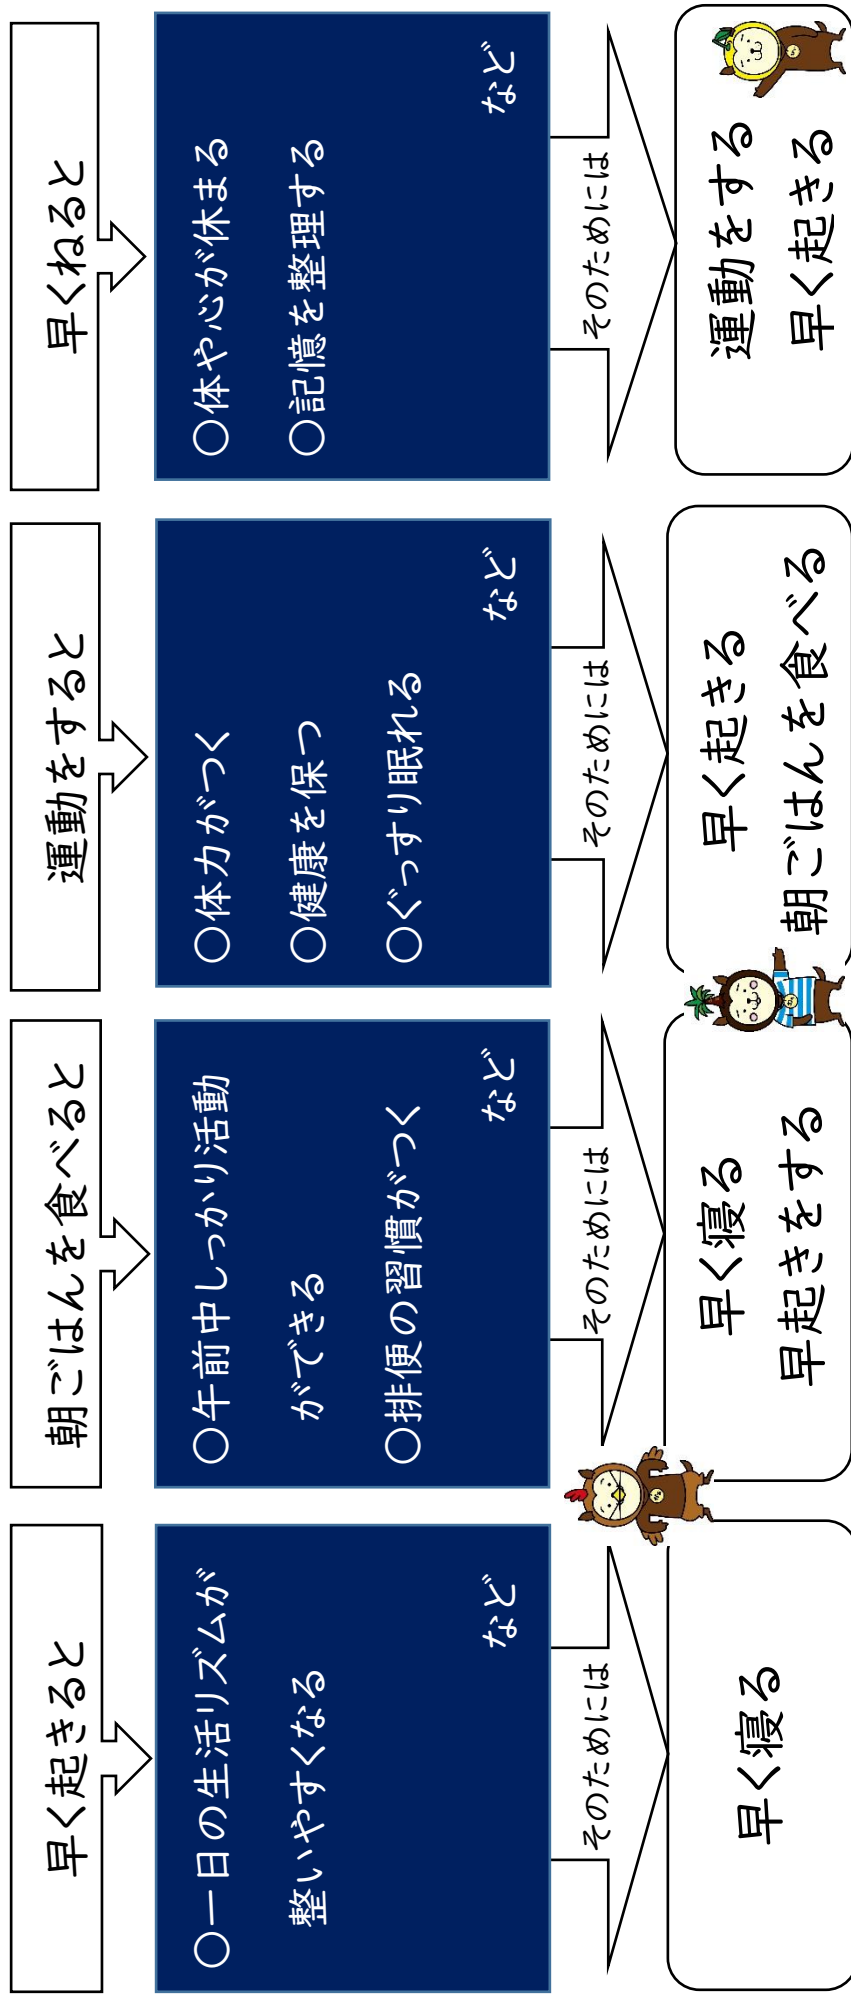 早く起きると
○一日の生活リズムが
整いやすくなる
など
そのためには
早く寝る
朝ごはんを食べると
○午前中しっかり活動
ができる
○排便の習慣がつく
など
そのためには
早く寝る
早起きをする
運動をすると
○体力がつく
○健康を保つ
○ぐっすり眠れる
など
そのためには
早く起きる
朝ごはんを食べる
早くねると
○体や心が休まる
○記憶を整理する
など
そのためには
運動をする
早く起きる